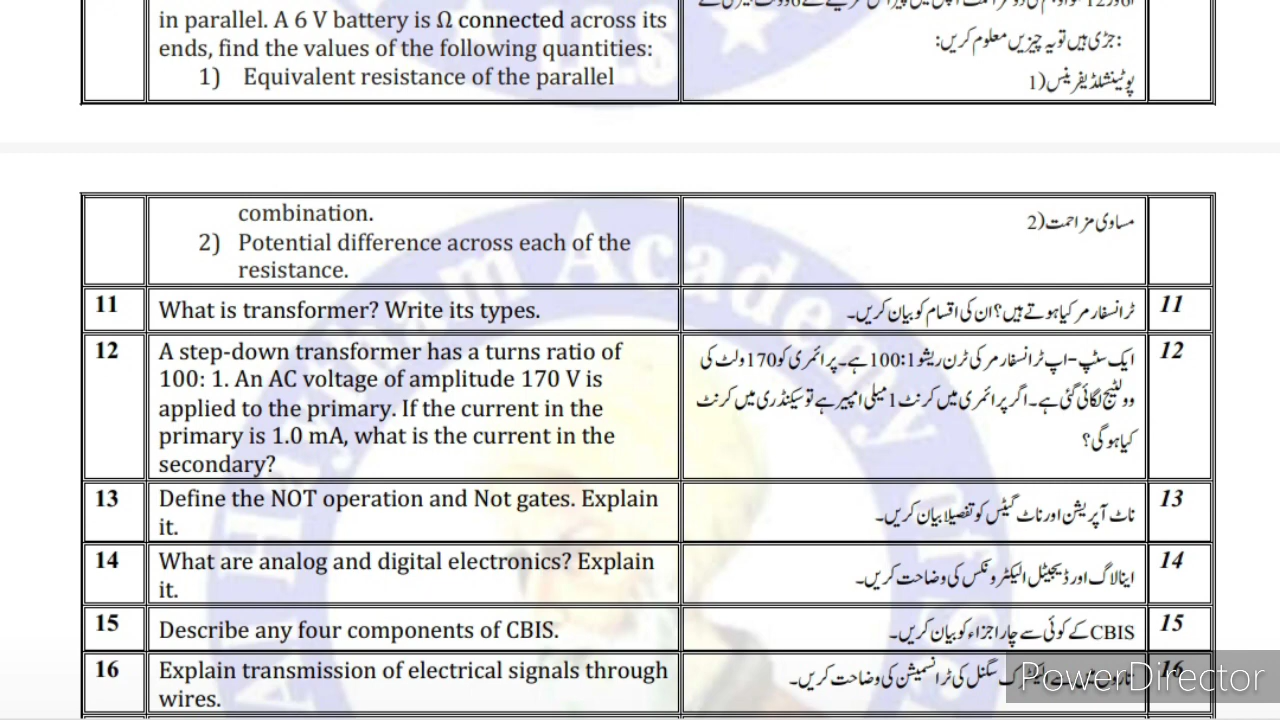 in parallel. A 6 V battery is Ω connected across its
ends, find the values of the following quantities:
1) Equivalent resistance of the parallel
:جڑی ہیں تو یہ چیزیں معلوم کریں:
پوٹینشلڈیفرینس(1
combination.
2) Potential difference across each of the
resistance.
مساوی مزاحمت(2
11
What is transformer? Write its types.
ٹرانسفارمر کیا ہوتے ہیں؟ ان کی اقسام کو بیان کریں۔
11
12
A step-down transformer has a turns ratio of
100: 1. An AC voltage of amplitude 170 V is
applied to the primary. If the current in the
primary is 1.0 mA, what is the current in the
secondary?
ایک سٹپ-اپ ٹرانسفارمر کی ٹرن ریشو 100:1 ہے۔ پرائمری کو 170 ولٹ کی
وولٹیج لگائی گئی ہے۔ اگر پرائمری میں کرنٹ 1 میلی امپیر ہے تو سیکنڈری میں کرنٹ
کیا ہو گی؟
12
13
Define the NOT operation and Not gates. Explain
it.
ناٹ آپریشن اور ناٹ گیٹس کو تفصیلا بیان کریں۔
13
14
What are analog and digital electronics? Explain
it.
اینالاگ اور ڈیجیٹل الیکٹرونکس کی وضاحت کریں۔
14
15
Describe any four components of CBIS.
CBIS کے کوئی سے چار اجزاء کو بیان کریں۔
15
16
Explain transmission of electrical signals through
wires.
سگنل کی ٹرانسمیشن کی وضاحت کریں۔
16
PowerDirector
Academy